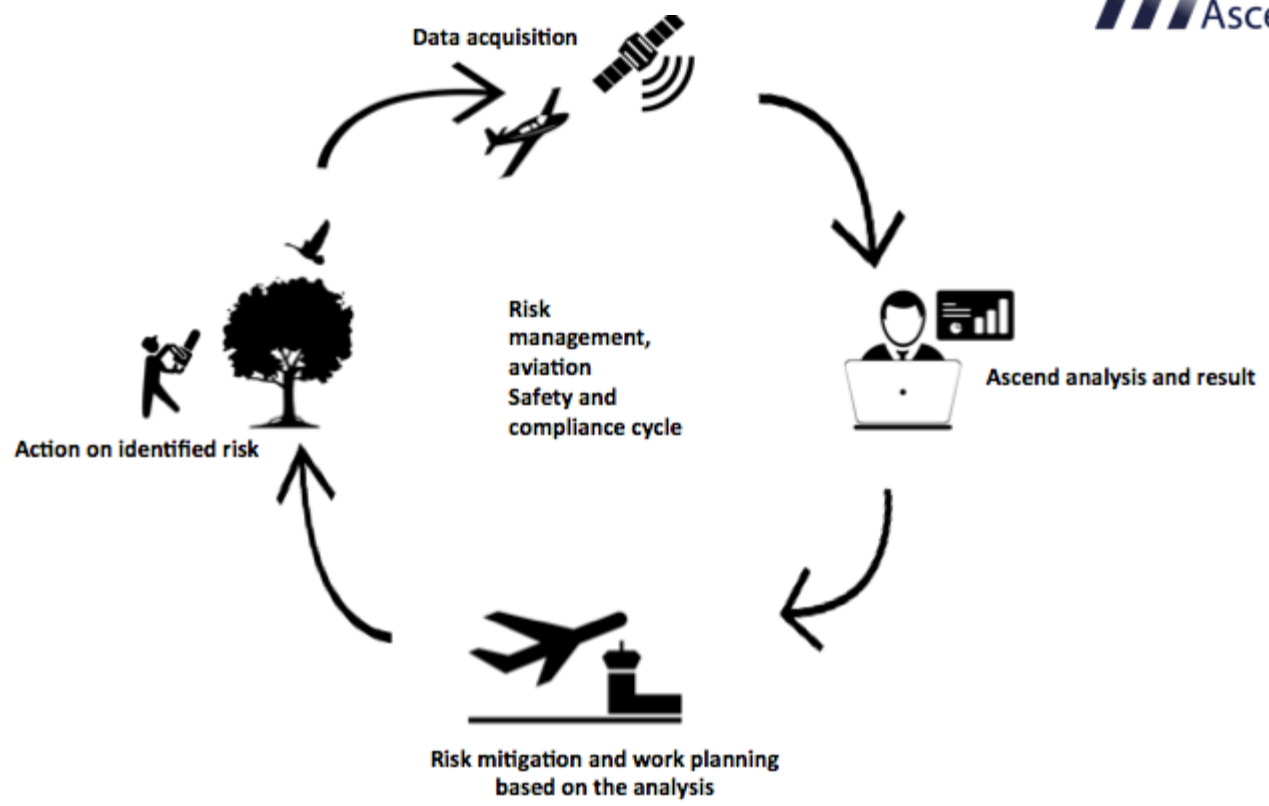 Data acquisition
Risk
management,
aviation
Safety and
compliance cycle
Ascend analysis and result
Action on identified risk
Risk mitigation and work planning
based on the analysis